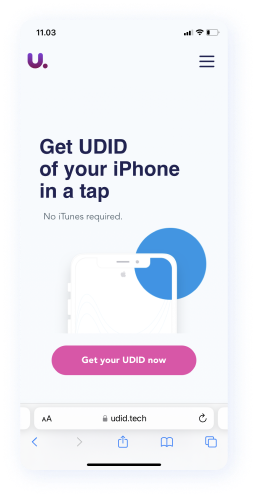 11.03
U.
Get UDID
of your iPhone
in a tap
No iTunes required.
Get your UDID now
AA udid.tech